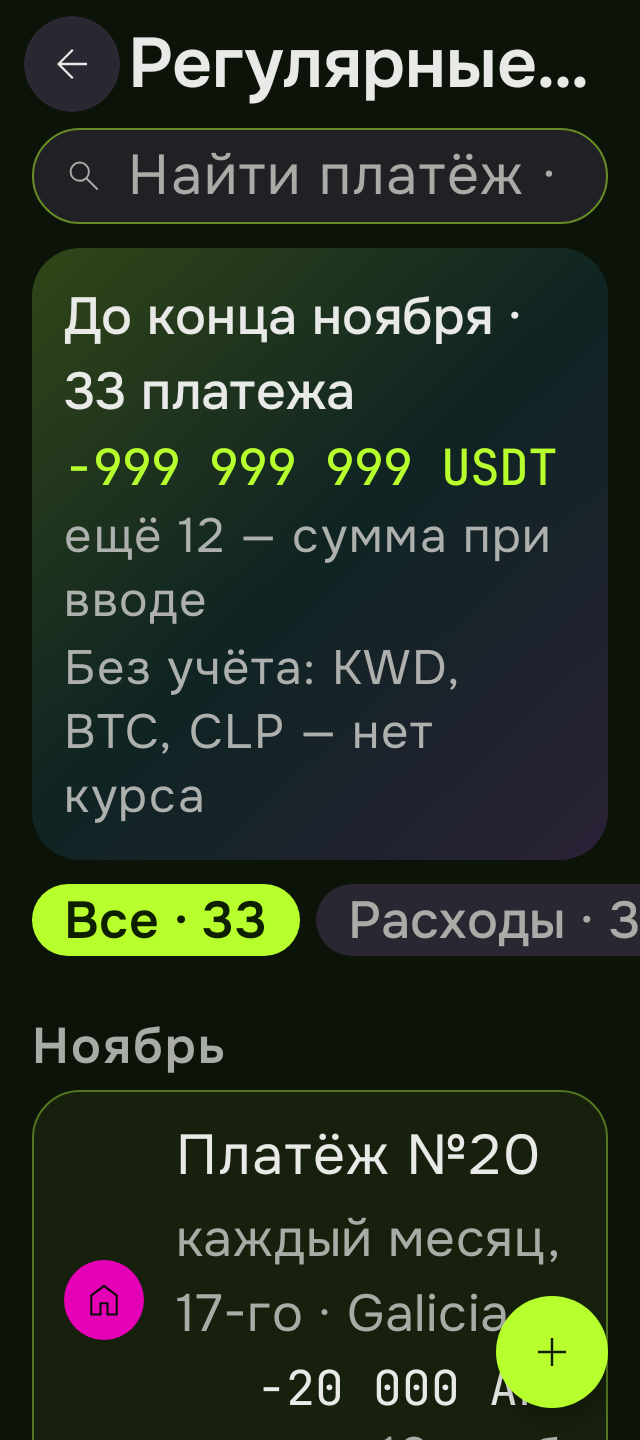 Регулярные...
Найти платёж ·
До конца ноября ·
33 платежа
-999 999 999 USDT
ещё 12 — сумма при
вводе
Без учёта: KWD,
BTC, CLP — нет
курса
Все · 33
Расходы · 3
Ноябрь
Платёж №20
каждый месяц,
17-го · Galicia
-20 000